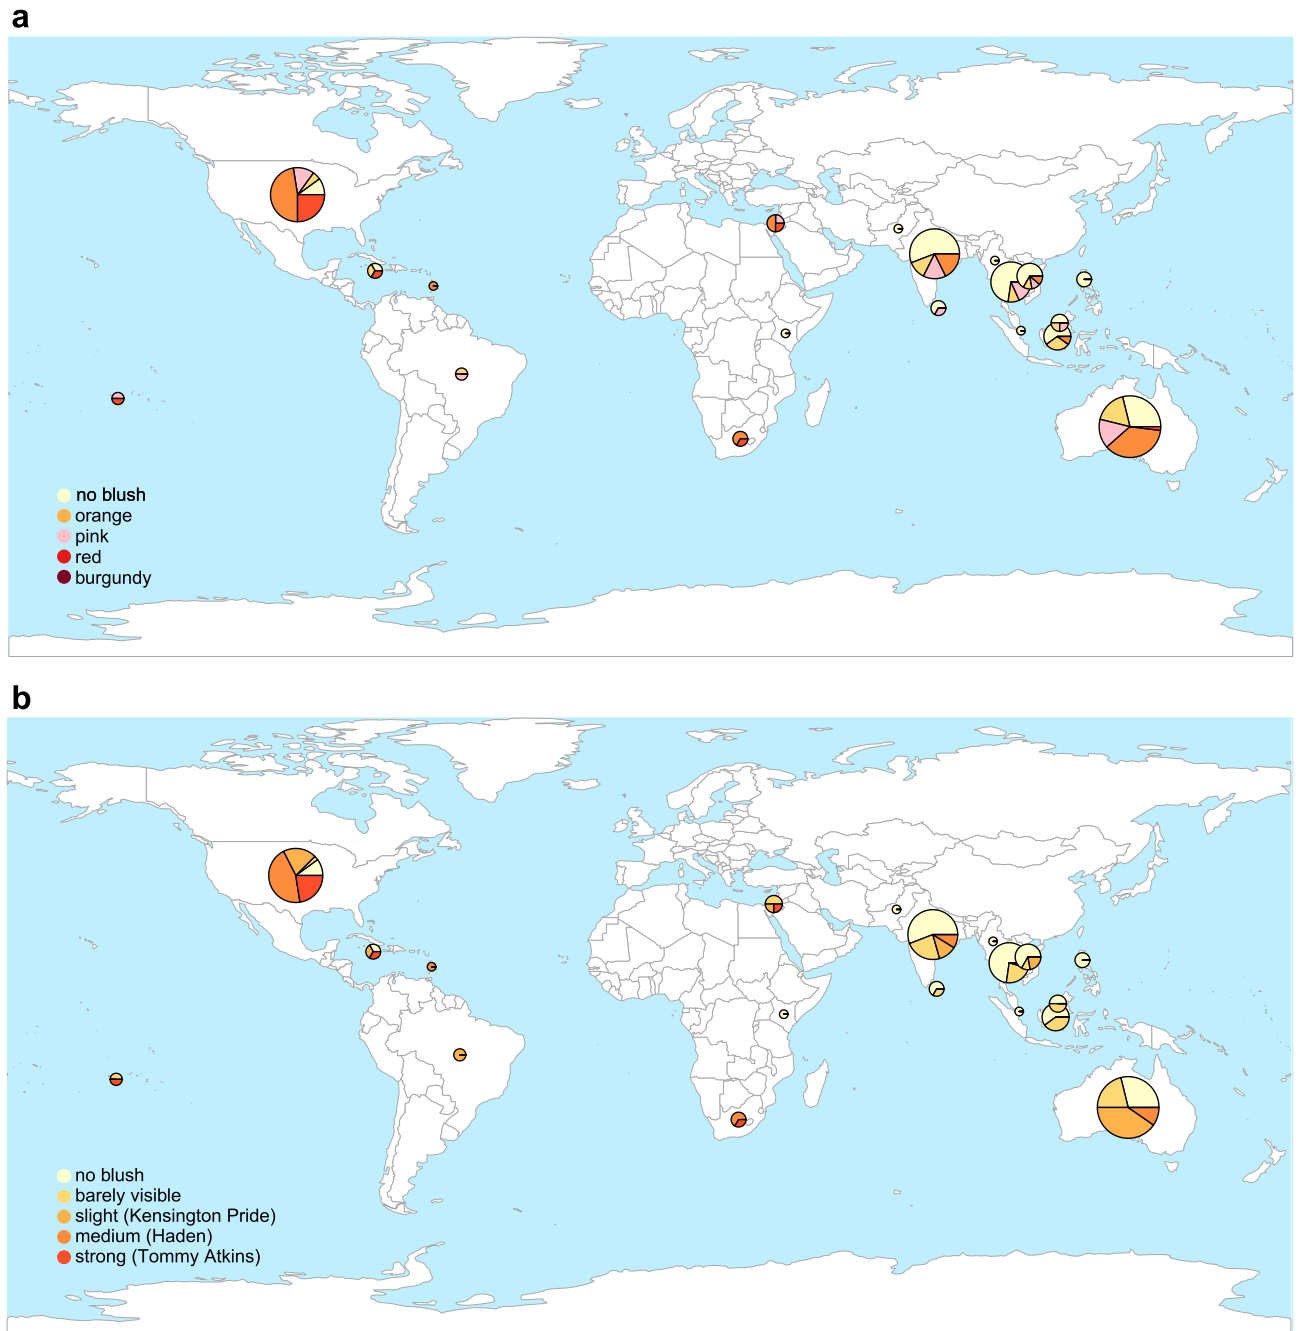 a
no blush
orange
pink
red
burgundy
b
no blush
barely visible
slight (Kensington Pride)
medium (Haden)
strong (Tommy Atkins)